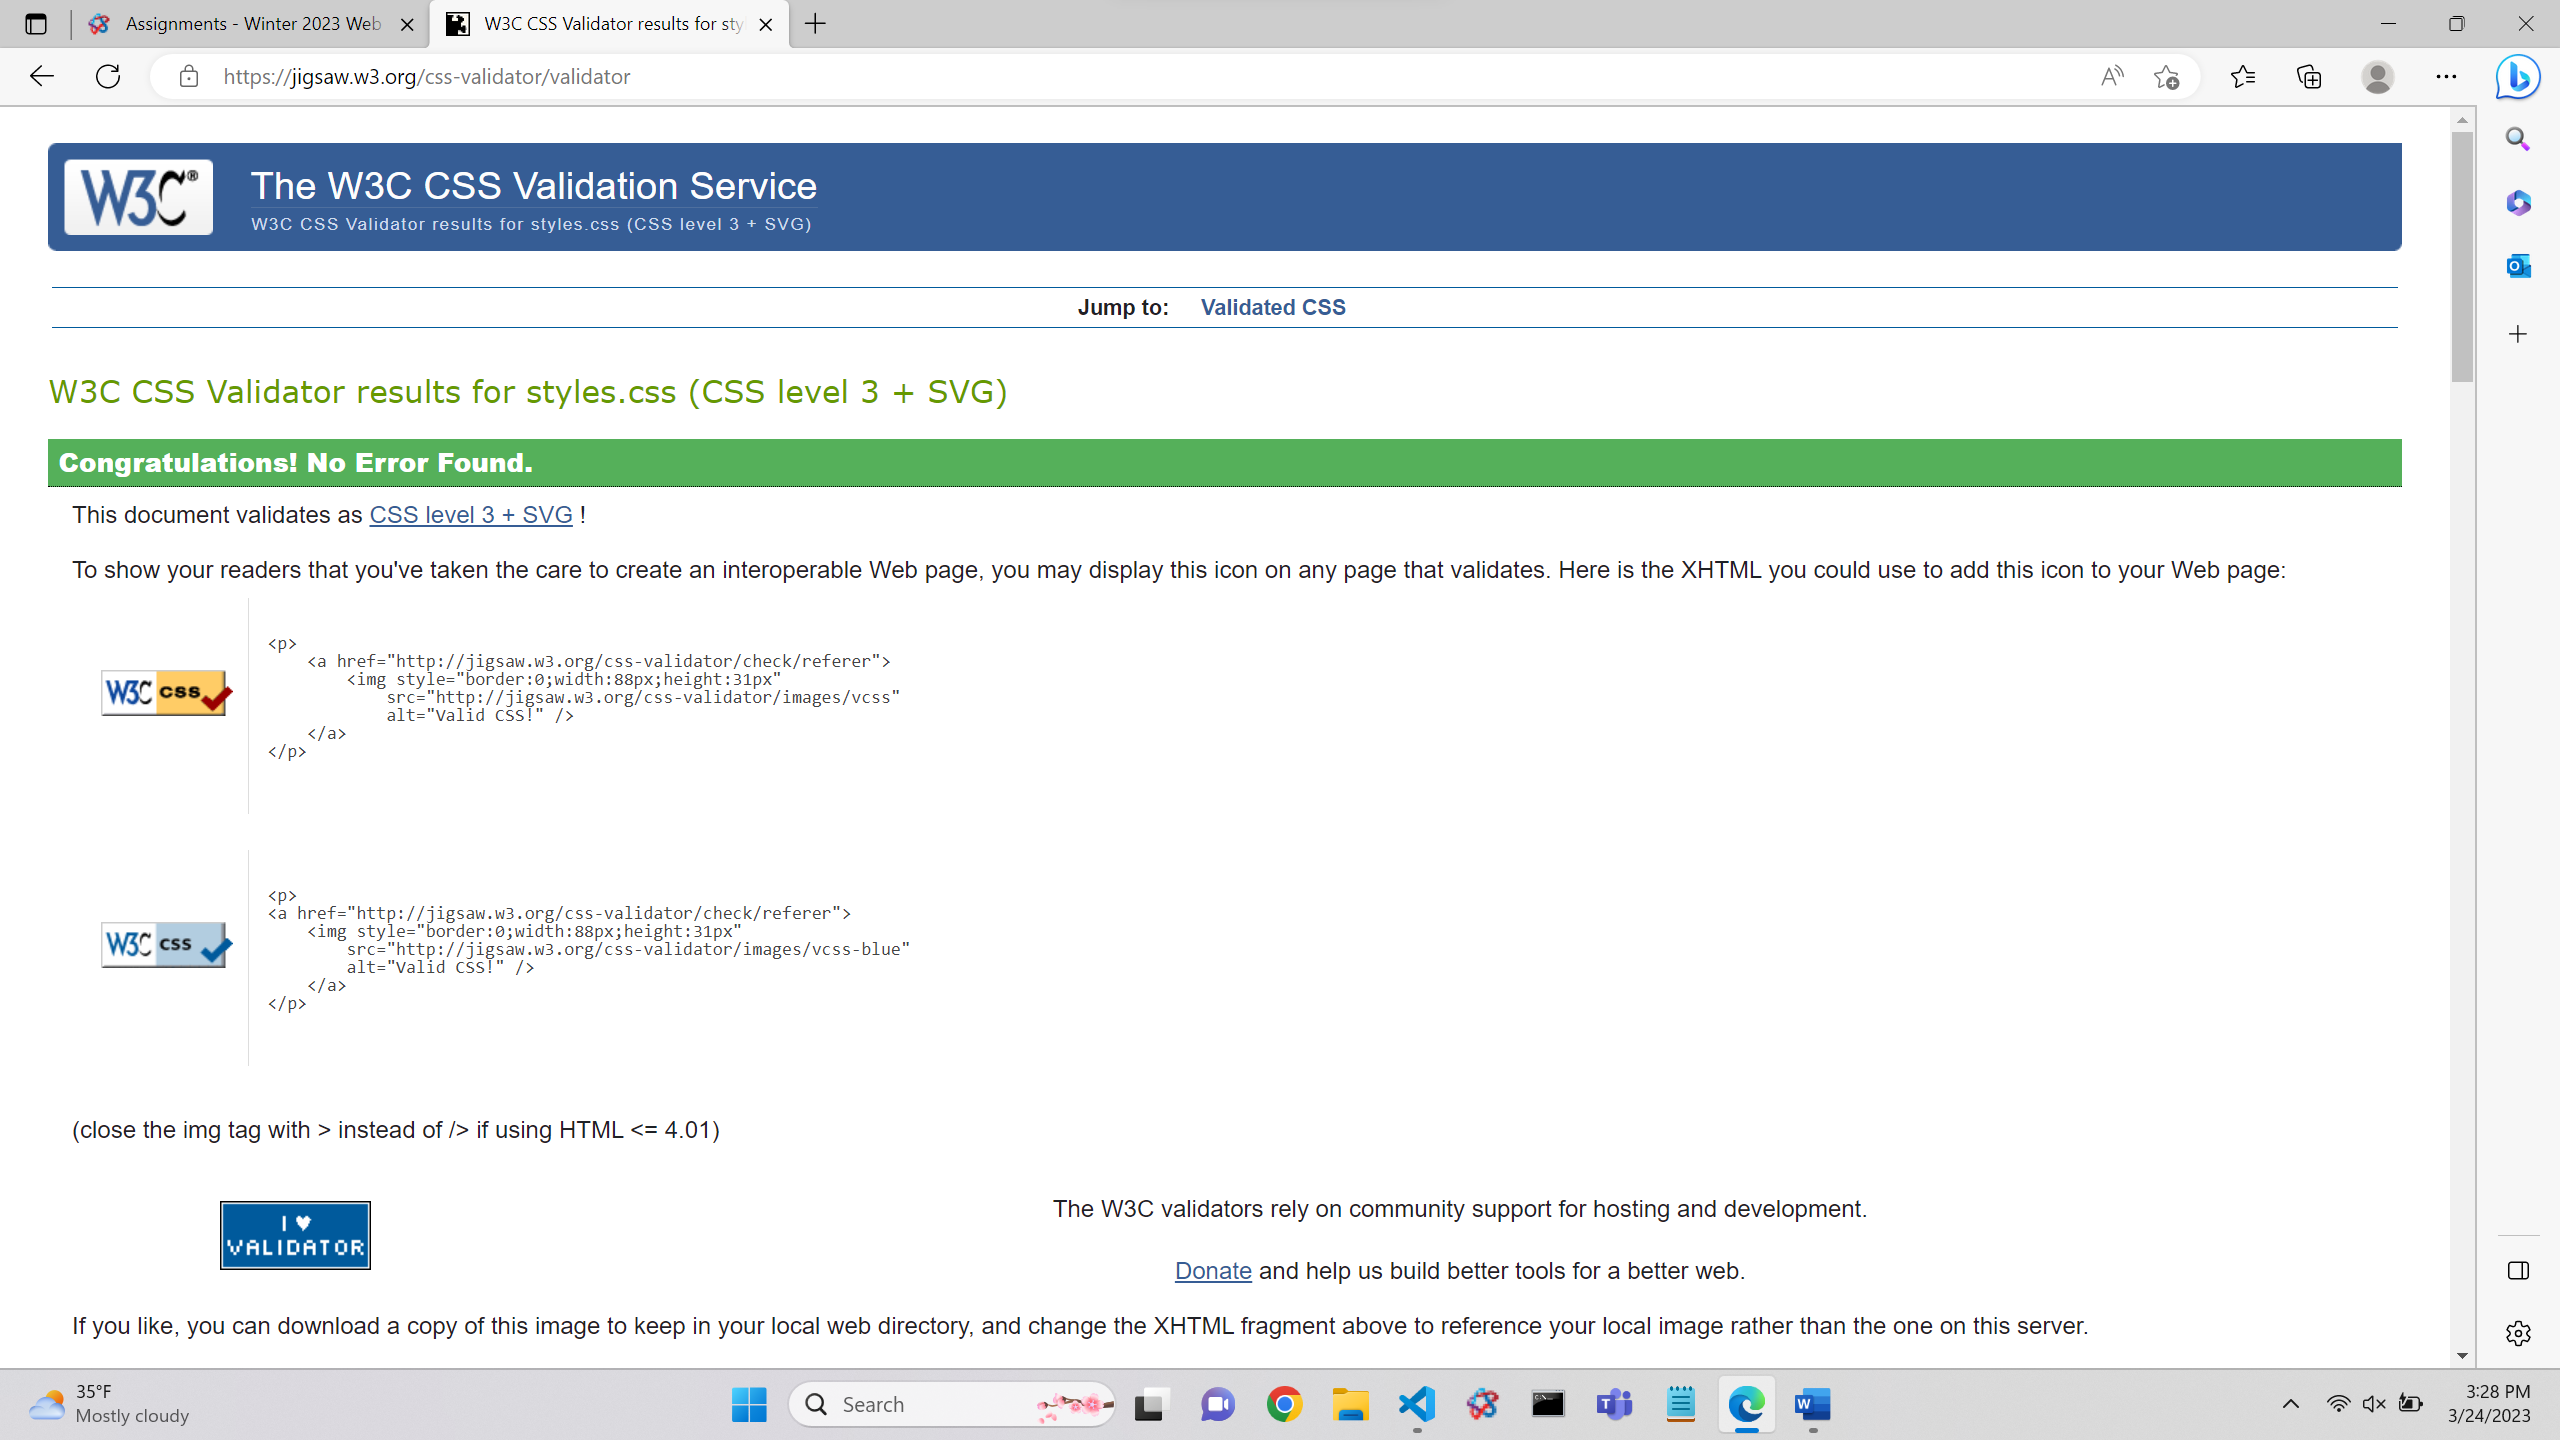 Assignments - Winter 2023 Web
W3C CSS Validator results for sty
https://jigsaw.w3.org/css-validator/validator
W3C®
The W3C CSS Validation Service
W3C CSS Validator results for styles.css (CSS level 3 + SVG)
Jump to: Validated CSS
W3C CSS Validator results for styles.css (CSS level 3 + SVG)
Congratulations! No Error Found.
This document validates as CSS level 3 + SVG !
To show your readers that you've taken the care to create an interoperable Web page, you may display this icon on any page that validates. Here is the XHTML you could use to add this icon to your Web page:
W3C css
<p>
<a href="http://jigsaw.w3.org/css-validator/check/referer">
<img style="border:0;width:88px;height:31px"
src="http://jigsaw.w3.org/css-validator/images/vcss"
alt="Valid CSS!" />
</a>
</p>
W3C css
<p>
<a href="http://jigsaw.w3.org/css-validator/check/referer">
<img style="border:0;width:88px;height:31px"
src="http://jigsaw.w3.org/css-validator/images/vcss-blue"
alt="Valid CSS!" />
</a>
</p>
(close the img tag with > instead of /> if using HTML <= 4.01)
I ♥
VALIDATOR
The W3C validators rely on community support for hosting and development.
Donate and help us build better tools for a better web.
If you like, you can download a copy of this image to keep in your local web directory, and change the XHTML fragment above to reference your local image rather than the one on this server.
35°F
Mostly cloudy
Search
3:28 PM
3/24/2023